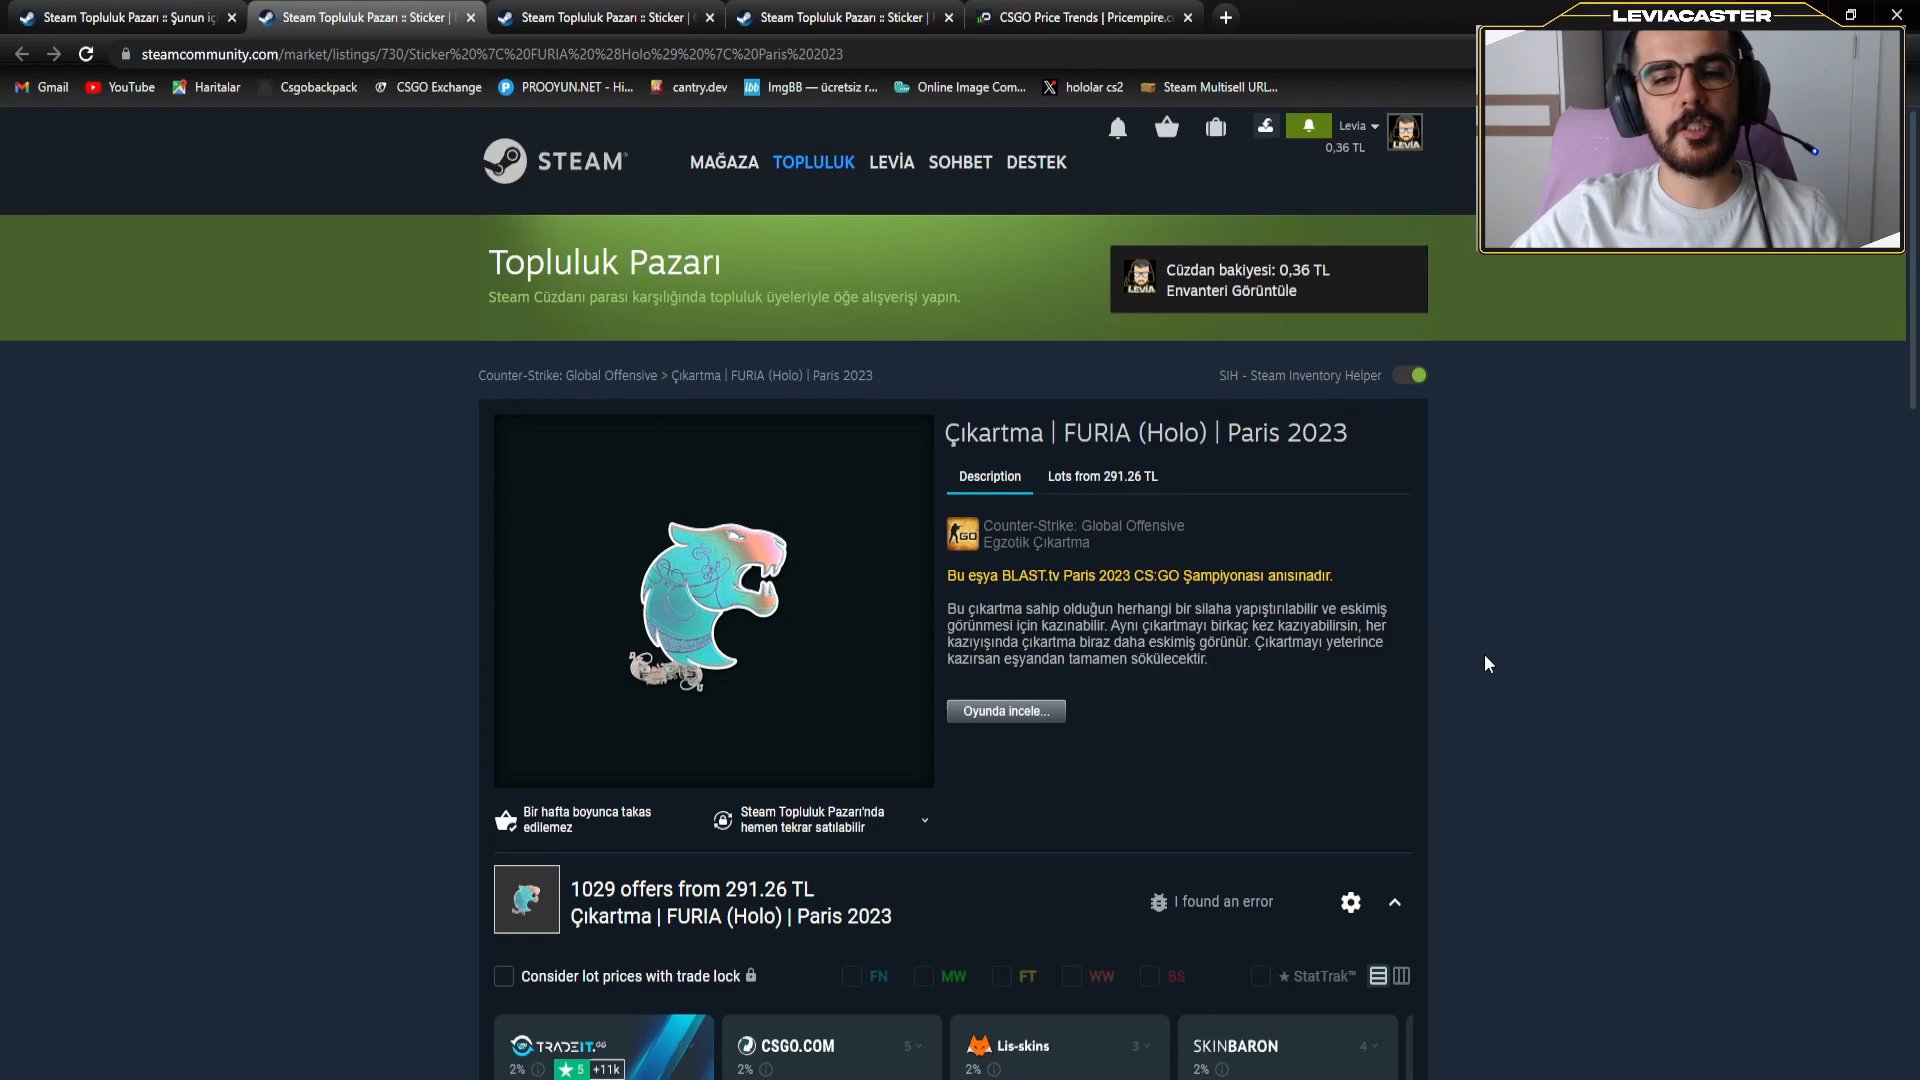 Steam Topluluk Pazarı :: Şunun iç
Steam Topluluk Pazarı :: Sticker |
Steam Topluluk Pazarı :: Sticker |
Steam Topluluk Pazarı :: Sticker |
CSGO Price Trends | Pricempire.c
LEVIACASTER
steamcommunity.com/market/listings/730/Sticker%20%7C%20FURIA%20%28Holo%29%20%7C%20Paris%202023
Gmail
YouTube
Haritalar
Csgobackpack
CSGO Exchange
PROOYUN.NET - Hi...
cantry.dev
ImgBB — ücretsiz r...
Online Image Com...
hololar cs2
Steam Multisell URL...
STEAM
MAĞAZA
TOPLULUK
LEVİA
SOHBET
DESTEK
Levia
0,36 TL
LEVİA
Topluluk Pazarı
Steam Cüzdanı parası karşılığında topluluk üyeleriyle öğe alışverişi yapın.
LEVİA
Cüzdan bakiyesi: 0,36 TL
Envanteri Görüntüle
Counter-Strike: Global Offensive > Çıkartma | FURIA (Holo) | Paris 2023
SIH - Steam Inventory Helper
Çıkartma | FURIA (Holo) | Paris 2023
Description
Lots from 291.26 TL
GO
Counter-Strike: Global Offensive
Egzotik Çıkartma
Bu eşya BLAST.tv Paris 2023 CS:GO Şampiyonası anısınadır.
Bu çıkartma sahip olduğun herhangi bir silaha yapıştırılabilir ve eskimiş
görünmesi için kazınabilir. Aynı çıkartmayı birkaç kez kazıyabilirsin, her
kazıyışında çıkartma biraz daha eskimiş görünür. Çıkartmayı yeterince
kazırsan eşyandan tamamen sökülecektir.
Oyunda incele...
Bir hafta boyunca takas
edilemez
Steam Topluluk Pazarı'nda
hemen tekrar satılabilir
1029 offers from 291.26 TL
Çıkartma | FURIA (Holo) | Paris 2023
I found an error
Consider lot prices with trade lock
FN
MW
FT
WW
BS
★ StatTrak™
TRADEIT.GG
2%
5
+11k
CSGO.COM
5
2%
Lis-skins
3
2%
SKINBARON
4
2%